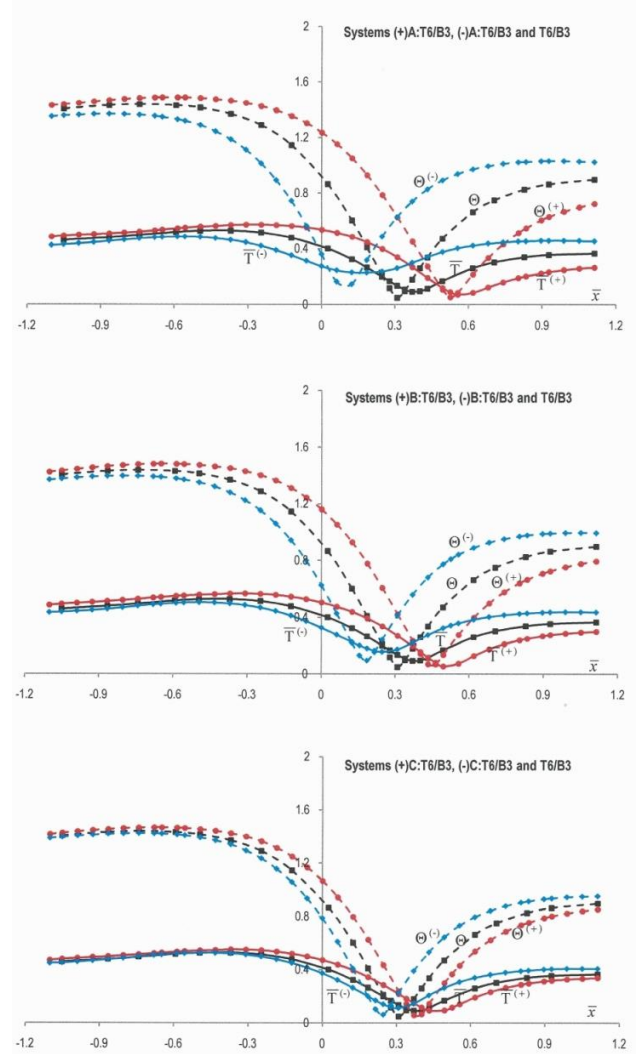 Systems (+)A:T6/B3, (-)A:T6/B3 and T6/B3
2
1.6
1.2
0.8
0.4
0
-1.2 -0.9 -0.6 -0.3 0 0.3 0.6 0.9 1.2
Θ⁽⁻⁾ Θ Θ⁽⁺⁾
T̅⁽⁻⁾ T̅ T̅⁽⁺⁾ x̅
Systems (+)B:T6/B3, (-)B:T6/B3 and T6/B3
2
1.6
1.2
0.8
0.4
0
-1.2 -0.9 -0.6 -0.3 0 0.3 0.6 0.9 1.2
Θ⁽⁻⁾ Θ Θ⁽⁺⁾
T̅⁽⁻⁾ T̅ T̅⁽⁺⁾ x̅
Systems (+)C:T6/B3, (-)C:T6/B3 and T6/B3
2
1.6
1.2
0.8
0.4
0
-1.2 -0.9 -0.6 -0.3 0 0.3 0.6 0.9 1.2
Θ⁽⁻⁾ Θ Θ⁽⁺⁾
T̅⁽⁻⁾ T̅ T̅⁽⁺⁾ x̅